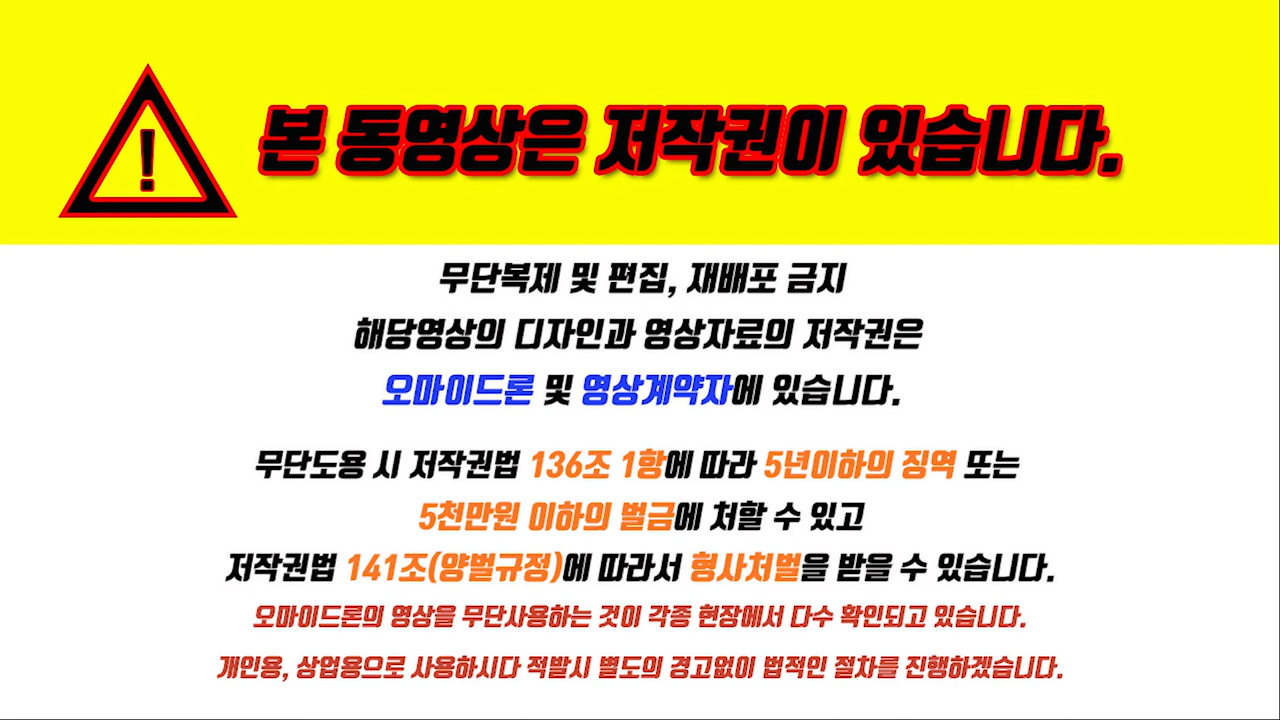 본 동영상은 저작권이 있습니다.
무단복제 및 편집, 재배포 금지
해당영상의 디자인과 영상자료의 저작권은
오마이드론 및 영상계약자에 있습니다.
무단도용 시 저작권법 136조 1항에 따라 5년이하의 징역 또는
5천만원 이하의 벌금에 처할 수 있고
저작권법 141조(양벌규정)에 따라서 형사처벌을 받을 수 있습니다.
오마이드론의 영상을 무단사용하는 것이 각종 현장에서 다수 확인되고 있습니다.
개인용, 상업용으로 사용하시다 적발시 별도의 경고없이 법적인 절차를 진행하겠습니다.